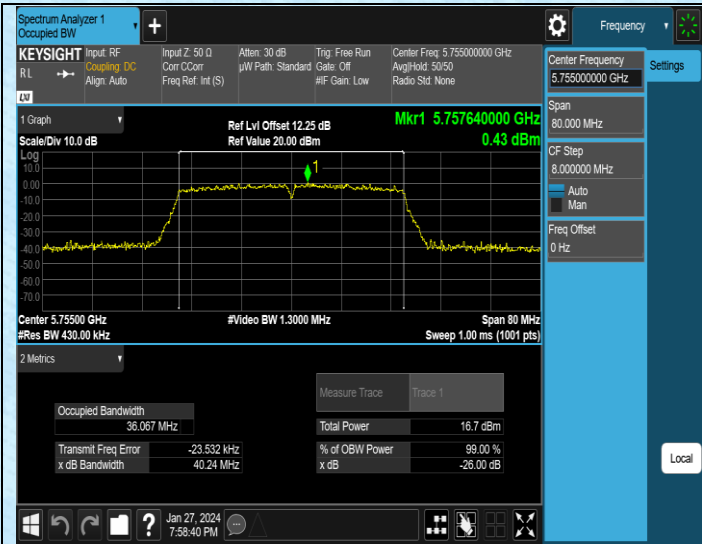 Spectrum Analyzer 1
Occupied BW
+
Frequency
KEYSIGHT
RL
LXI
Input: RF
Coupling: DC
Align: Auto
Input Z: 50 Ω
Corr CCorr
Freq Ref: Int (S)
Atten: 30 dB
µW Path: Standard
Trig: Free Run
Gate: Off
#IF Gain: Low
Center Freq: 5.755000000 GHz
Avg|Hold: 50/50
Radio Std: None
Center Frequency
5.755000000 GHz
Settings
Span
80.000 MHz
CF Step
8.000000 MHz
Auto
Man
Freq Offset
0 Hz
1 Graph
Scale/Div 10.0 dB
Ref Lvl Offset 12.25 dB
Ref Value 20.00 dBm
Mkr1 5.757640000 GHz
0.43 dBm
Log
10.0
0.00
-10.0
-20.0
-30.0
-40.0
-50.0
-60.0
-70.0
1
Center 5.75500 GHz
#Res BW 430.00 kHz
#Video BW 1.3000 MHz
Span 80 MHz
Sweep 1.00 ms (1001 pts)
2 Metrics
Measure Trace Trace 1
Occupied Bandwidth
36.067 MHz
Total Power 16.7 dBm
Transmit Freq Error -23.532 kHz
% of OBW Power 99.00 %
x dB Bandwidth 40.24 MHz
x dB -26.00 dB
Local
?
Jan 27, 2024
7:58:40 PM